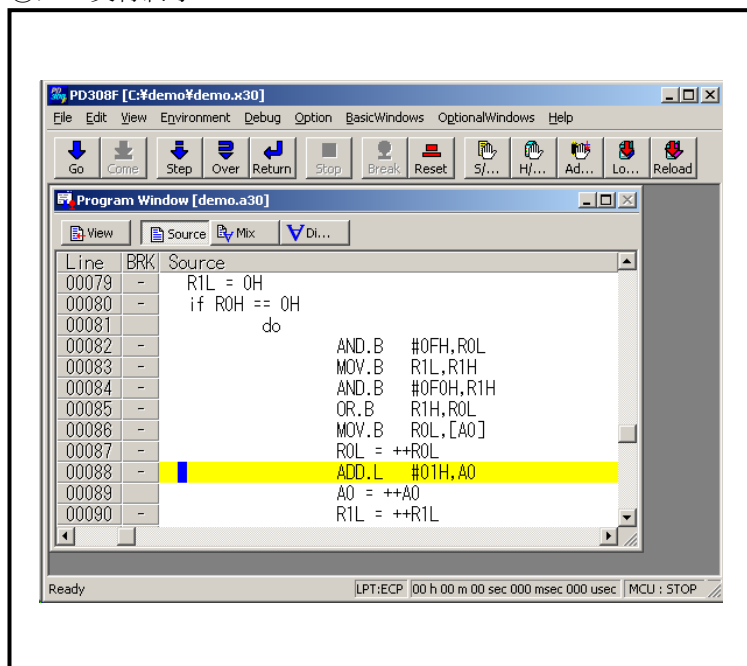 PD308F [C:¥demo¥demo.x30]
File Edit View Environment Debug Option BasicWindows OptionalWindows Help
Go Come Step Over Return Stop Break Reset S/... H/... Ad... Lo... Reload
Program Window [demo.a30]
View Source Mix Di...
Line BRK Source
00079 - R1L = 0H
00080 - if R0H == 0H
00081 do
00082 - AND.B #0FH,R0L
00083 - MOV.B R1L,R1H
00084 - AND.B #0F0H,R1H
00085 - OR.B R1H,R0L
00086 - MOV.B R0L,[A0]
00087 - R0L = ++R0L
00088 - ADD.L #01H,A0
00089 A0 = ++A0
00090 - R1L = ++R1L
Ready LPT:ECP 00 h 00 m 00 sec 000 msec 000 usec MCU : STOP